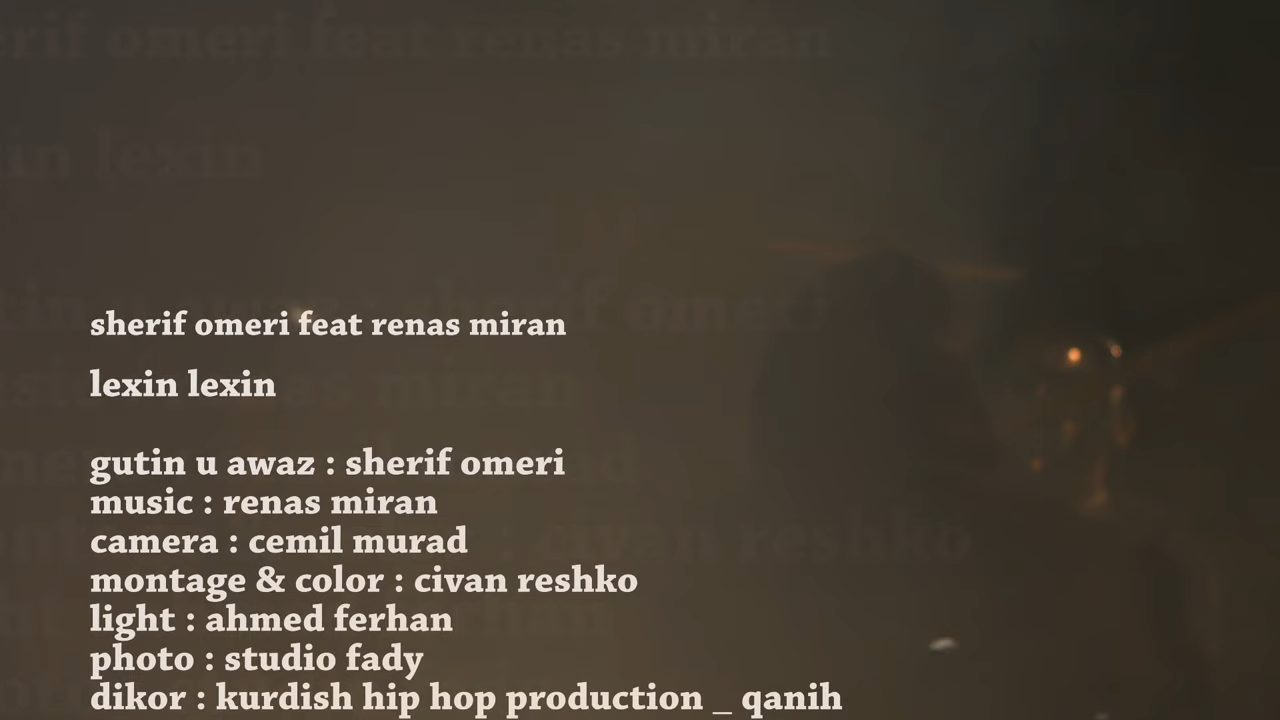 sherif omeri feat renas miran
lexin lexin
gutin u awaz : sherif omeri
music : renas miran
camera : cemil murad
montage & color : civan reshko
light : ahmed ferhan
photo : studio fady
dikor : kurdish hip hop production _ qanih